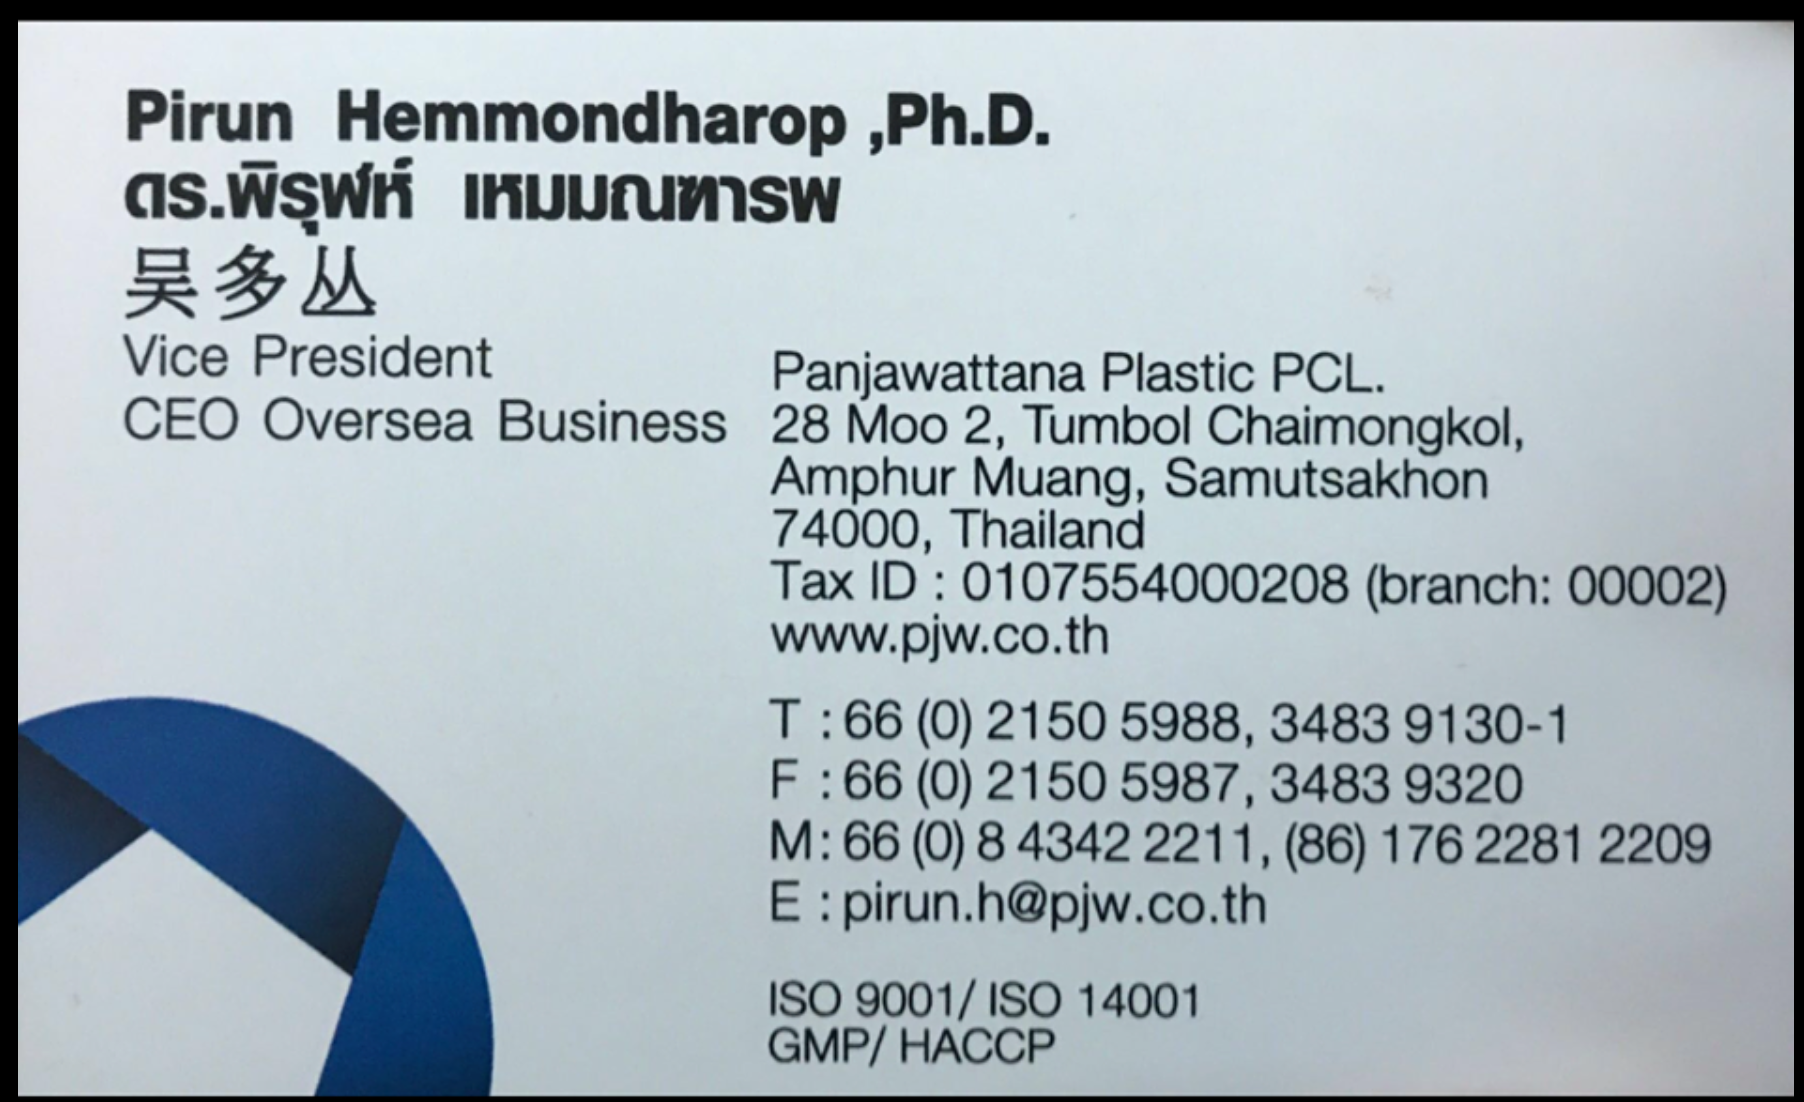 Pirun Hemmondharop ,Ph.D.
ดร.พิรุฬห์ เหมมณฑารพ
吴多丛
Vice President
CEO Oversea Business
Panjawattana Plastic PCL.
28 Moo 2, Tumbol Chaimongkol,
Amphur Muang, Samutsakhon
74000, Thailand
Tax ID : 0107554000208 (branch: 00002)
www.pjw.co.th
T : 66 (0) 2150 5988, 3483 9130-1
F : 66 (0) 2150 5987, 3483 9320
M: 66 (0) 8 4342 2211, (86) 176 2281 2209
E : pirun.h@pjw.co.th
ISO 9001/ ISO 14001
GMP/ HACCP